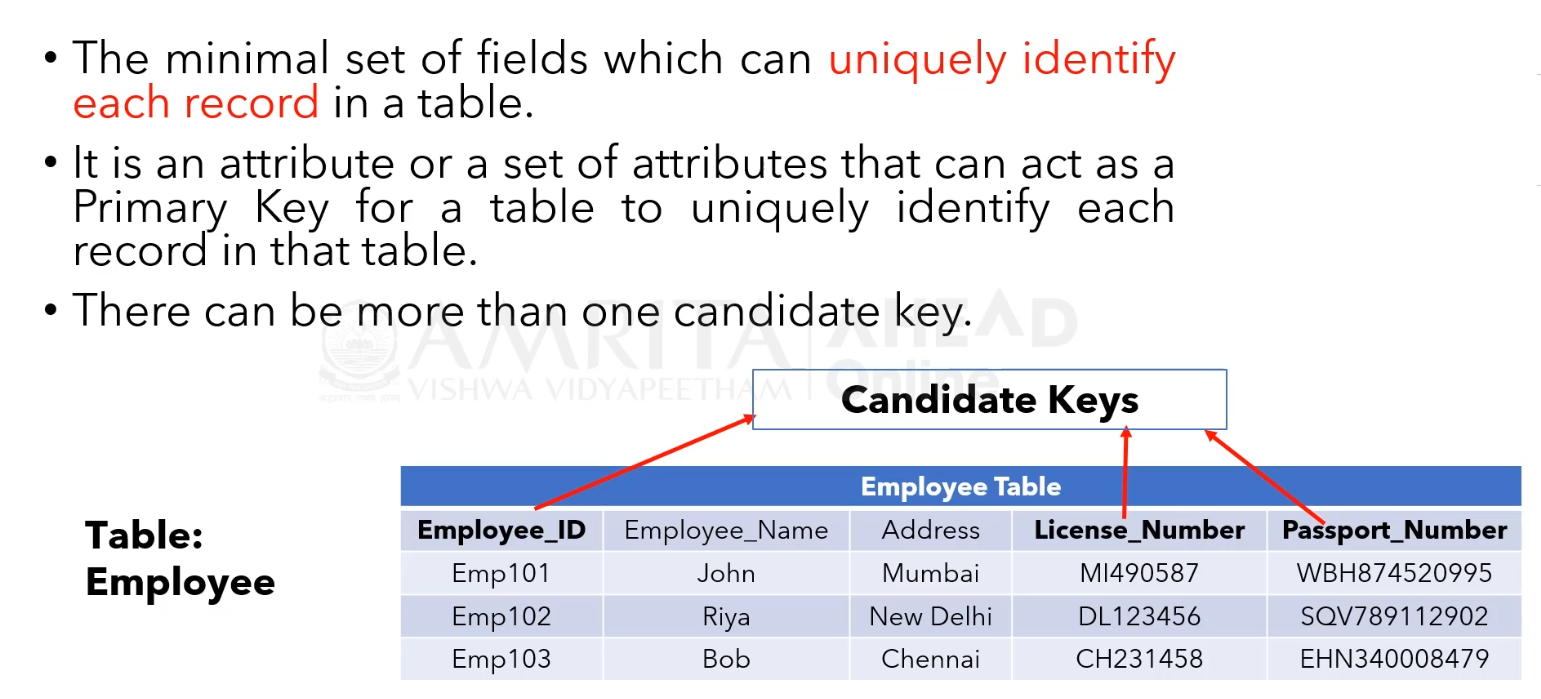 • The minimal set of fields which can uniquely identify
each record in a table.
• It is an attribute or a set of attributes that can act as a
Primary Key for a table to uniquely identify each
record in that table.
• There can be more than one candidate key.
AMRITA AHEAD
VISHWA VIDYAPEETHAM Online
Candidate Keys
Employee Table
Table:
Employee
Employee_ID Employee_Name Address License_Number Passport_Number
Emp101 John Mumbai MI490587 WBH874520995
Emp102 Riya New Delhi DL123456 SQV789112902
Emp103 Bob Chennai CH231458 EHN340008479